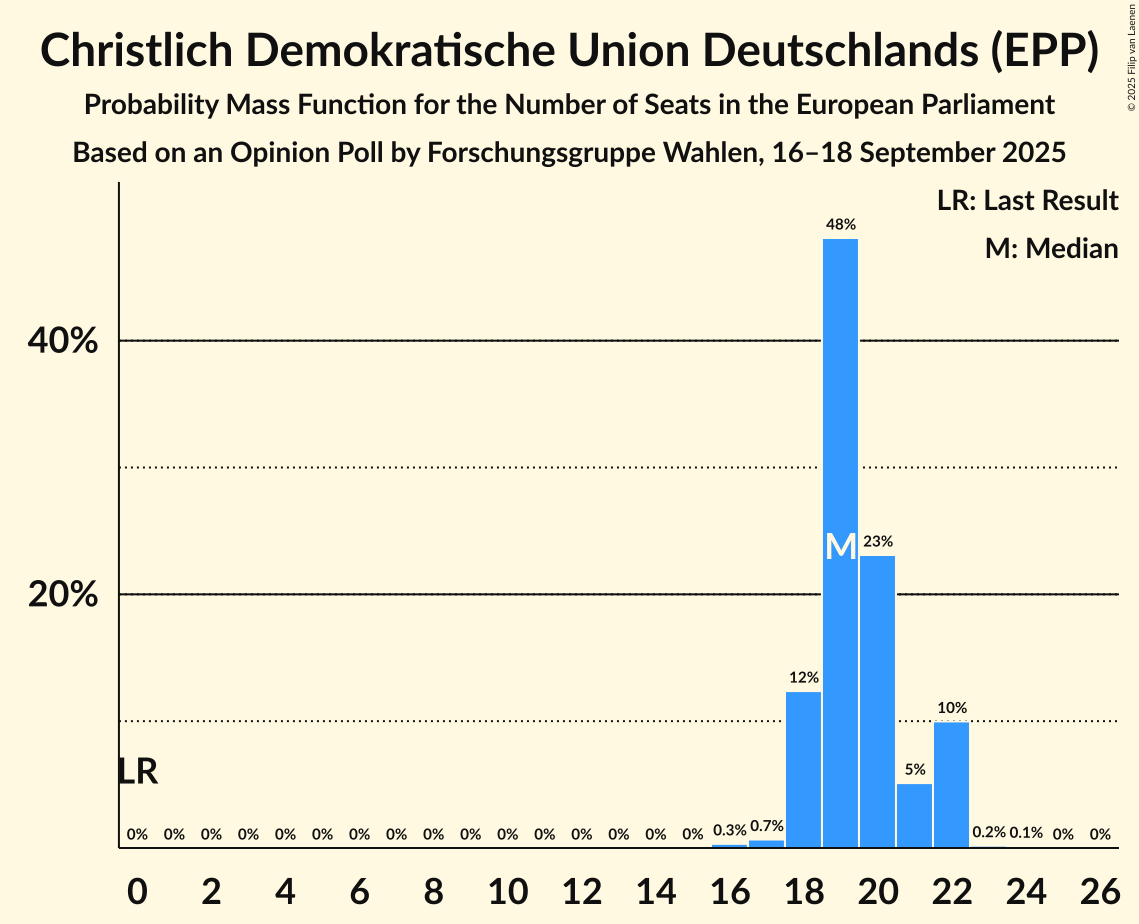 Christlich Demokratische Union Deutschlands (EPP)
Probability Mass Function for the Number of Seats in the European Parliament
Based on an Opinion Poll by Forschungsgruppe Wahlen, 16–18 September 2025
© 2025 Filip van Laenen
LR: Last Result
M: Median
48%
40%
M
23%
20%
12%
10%
5%
LR
0% 0% 0% 0% 0% 0% 0% 0% 0% 0% 0% 0% 0% 0% 0% 0% 0.3% 0.7% 0.2% 0.1% 0% 0%
0 2 4 6 8 10 12 14 16 18 20 22 24 26